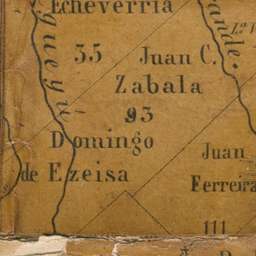 Echeverria
35
Juan C.
Zabala
93
Domingo
de Ezeisa
Juan
Ferreira
111